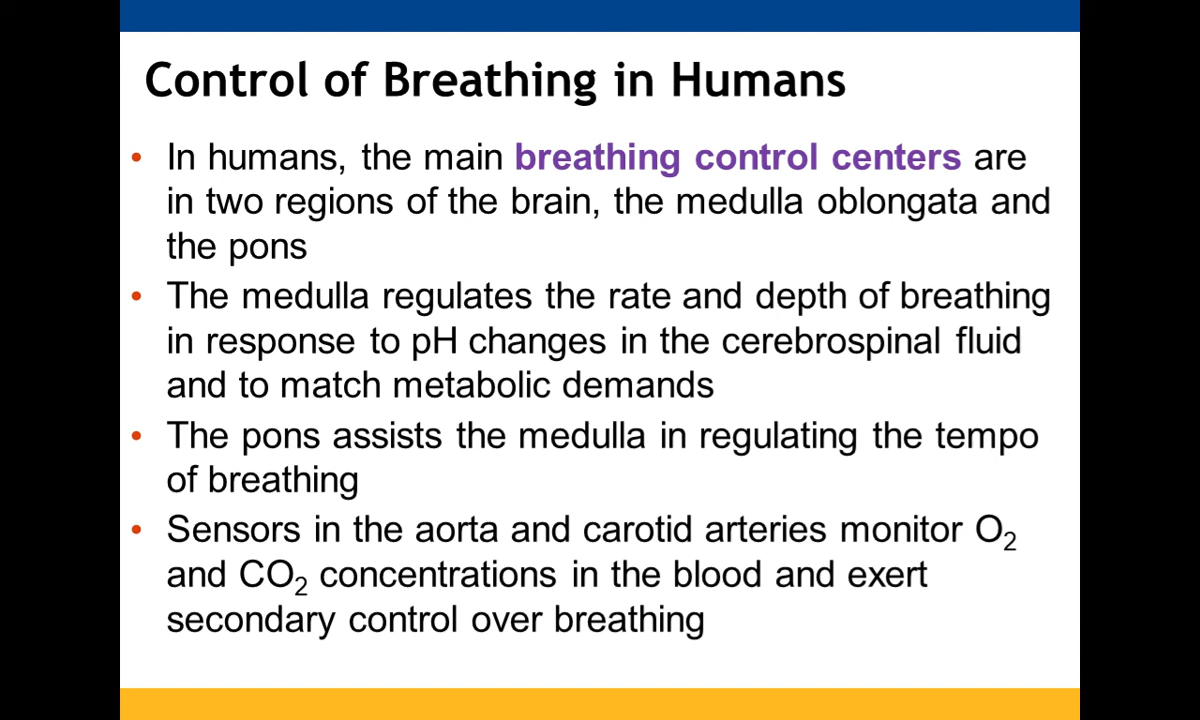 Control of Breathing in Humans
• In humans, the main breathing control centers are
in two regions of the brain, the medulla oblongata and
the pons
• The medulla regulates the rate and depth of breathing
in response to pH changes in the cerebrospinal fluid
and to match metabolic demands
• The pons assists the medulla in regulating the tempo
of breathing
• Sensors in the aorta and carotid arteries monitor O₂
and CO₂ concentrations in the blood and exert
secondary control over breathing